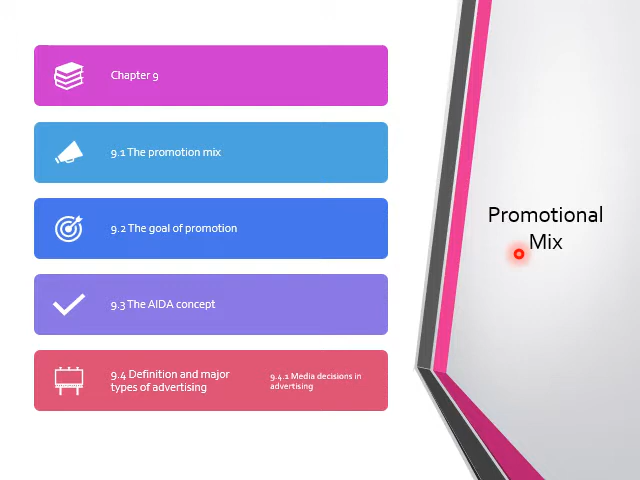 Chapter 9
9.1 The promotion mix
9.2 The goal of promotion
9.3 The AIDA concept
9.4 Definition and major
types of advertising
9.4.1 Media decisions in
advertising
Promotional
Mix